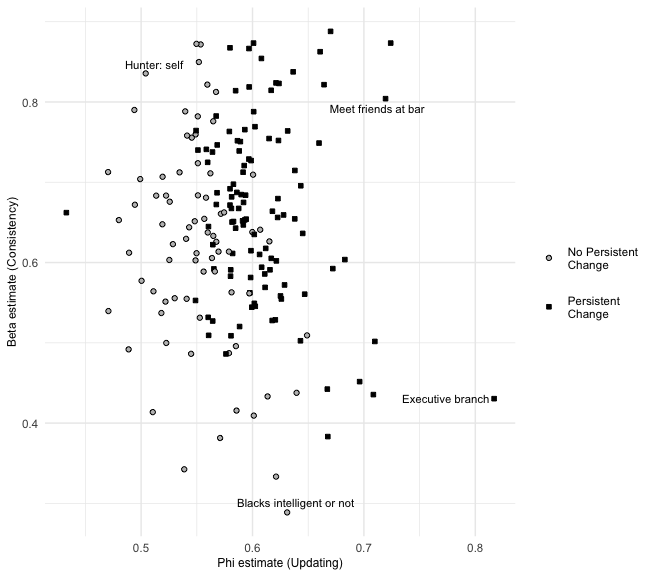 Hunter: self
Meet friends at bar
Executive branch
Blacks intelligent or not
0.8
0.6
0.4
0.5
0.6
0.7
0.8
Phi estimate (Updating)
Beta estimate (Consistency)
No Persistent
Change
Persistent
Change